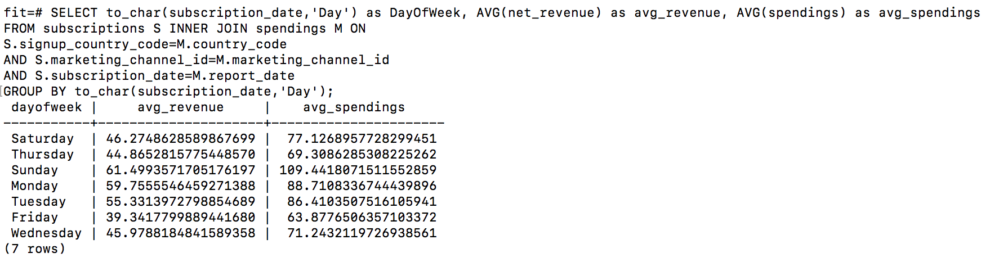 fit=# SELECT to_char(subscription_date,'Day') as DayOfWeek, AVG(net_revenue) as avg_revenue, AVG(spendings) as avg_spendings
FROM subscriptions S INNER JOIN spendings M ON
S.signup_country_code=M.country_code
AND S.marketing_channel_id=M.marketing_channel_id
AND S.subscription_date=M.report_date
[GROUP BY to_char(subscription_date,'Day');
 dayofweek |     avg_revenue     |    avg_spendings
-----------+---------------------+----------------------
 Saturday  | 46.2748628589867699 |  77.1268957728299451
 Thursday  | 44.8652815775448570 |  69.3086285308225262
 Sunday    | 61.4993571705176197 | 109.4418071511552859
 Monday    | 59.7555546459271388 |  88.7108336744439896
 Tuesday   | 55.3313972798854689 |  86.4103507516105941
 Friday    | 39.3417799889441680 |  63.8776506357103372
 Wednesday | 45.9788184841589358 |  71.2432119726938561
(7 rows)